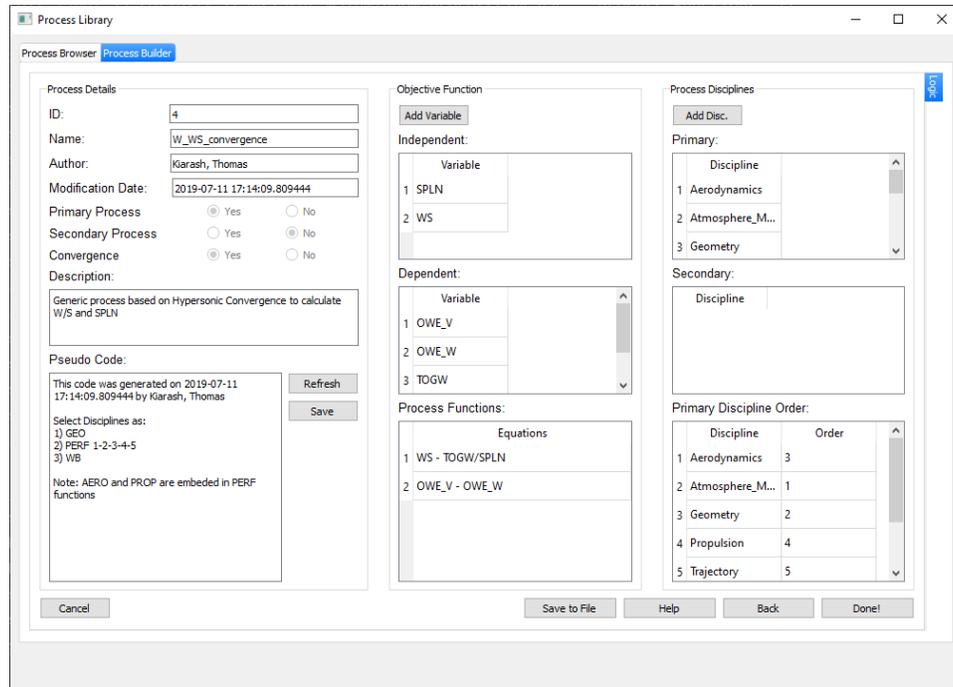 Process Library
Process Browser Process Builder
Logic
Process Details
ID: 4
Name: W_WS_convergence
Author: Kiarash, Thomas
Modification Date: 2019-07-11 17:14:09.809444
Primary Process Yes No
Secondary Process Yes No
Convergence Yes No
Description:
Generic process based on Hypersonic Convergence to calculate
W/S and SPLN
Pseudo Code:
This code was generated on 2019-07-11
17:14:09.809444 by Kiarash, Thomas
Select Disciplines as:
1) GEO
2) PERF 1-2-3-4-5
3) WB
Note: AERO and PROP are embeded in PERF
functions
Refresh
Save
Objective Function
Add Variable
Independent:
Variable
1 SPLN
2 WS
Dependent:
Variable
1 OWE_V
2 OWE_W
3 TOGW
Process Functions:
Equations
1 WS - TOGW/SPLN
2 OWE_V - OWE_W
Process Disciplines
Add Disc.
Primary:
Discipline
1 Aerodynamics
2 Atmosphere_M...
3 Geometry
Secondary:
Discipline
Primary Discipline Order:
Discipline Order
1 Aerodynamics 3
2 Atmosphere_M... 1
3 Geometry 2
4 Propulsion 4
5 Trajectory 5
Cancel Save to File Help Back Done!